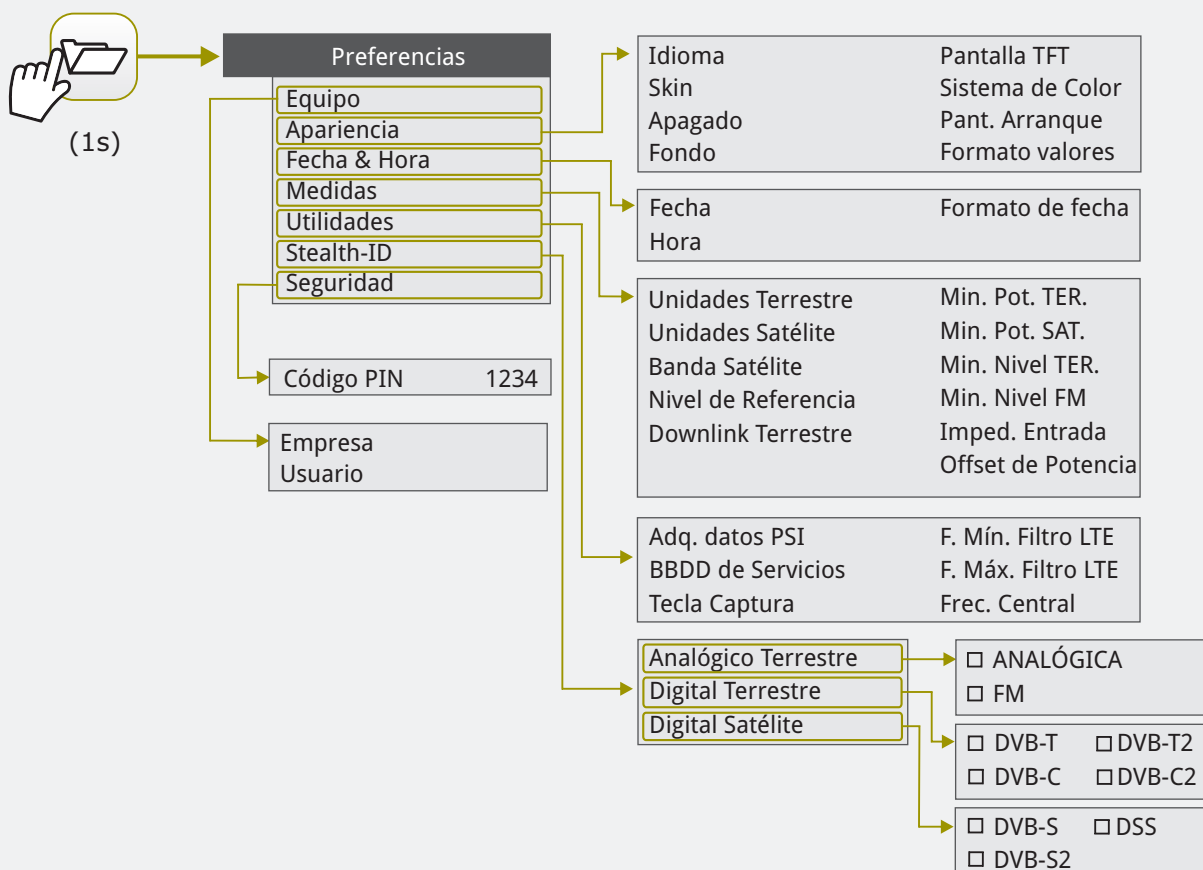 (1s)
Preferencias
Equipo
Apariencia
Fecha & Hora
Medidas
Utilidades
Stealth-ID
Seguridad
Código PIN 1234
Empresa
Usuario
Idioma Pantalla TFT
Skin Sistema de Color
Apagado Pant. Arranque
Fondo Formato valores
Fecha Formato de fecha
Hora
Unidades Terrestre Min. Pot. TER.
Unidades Satélite Min. Pot. SAT.
Banda Satélite Min. Nivel TER.
Nivel de Referencia Min. Nivel FM
Downlink Terrestre Imped. Entrada
Offset de Potencia
Adq. datos PSI F. Mín. Filtro LTE
BBDD de Servicios F. Máx. Filtro LTE
Tecla Captura Frec. Central
Analógico Terrestre
Digital Terrestre
Digital Satélite
ANALÓGICA
FM
DVB-T DVB-T2
DVB-C DVB-C2
DVB-S DSS
DVB-S2